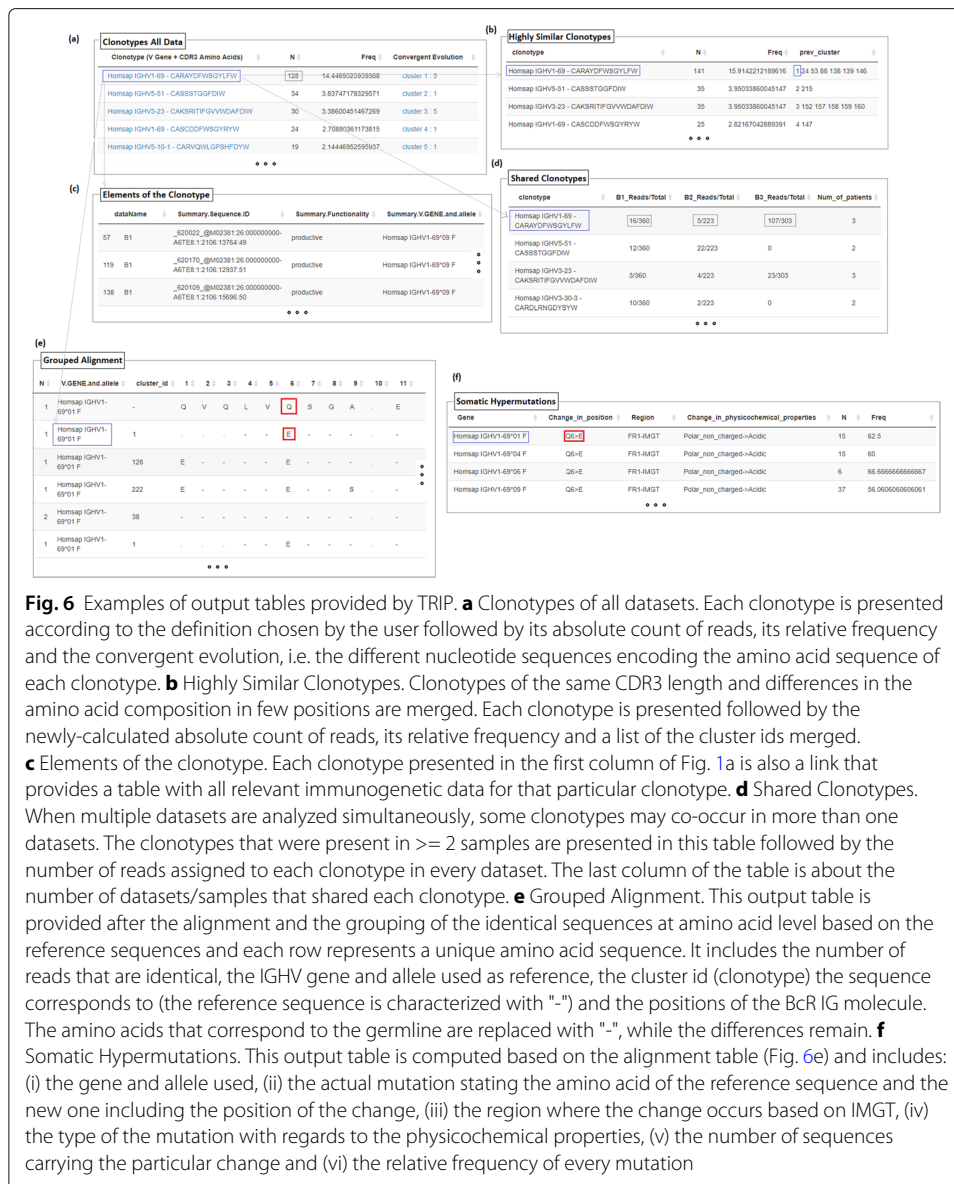 (a)
Clonotypes All Data
Clonotype (V Gene + CDR3 Amino Acids) N Freq Convergent Evolution
Homsap IGHV1-69 - CARAYDFWSGYLFW 128 14.4469525959368 cluster 1 : 5
Homsap IGHV5-51 - CASSSTGGFDIW 34 3.83747178329571 cluster 2 : 1
Homsap IGHV3-23 - CAKSRITIFGVVWDAFDIW 30 3.38600451467269 cluster 3 : 5
Homsap IGHV1-69 - CASCDDFWSGYRYW 24 2.70880361173815 cluster 4 : 1
Homsap IGHV5-10-1 - CARVQWLGPSHFDYW 19 2.14446952595937 cluster 5 : 1
(b)
Highly Similar Clonotypes
clonotype N Freq prev_cluster
Homsap IGHV1-69 - CARAYDFWSGYLFW 141 15.9142212189616 1 24 53 88 138 139 146
Homsap IGHV5-51 - CASSSTGGFDIW 35 3.95033860045147 2 215
Homsap IGHV3-23 - CAKSRITIFGVVWDAFDIW 35 3.95033860045147 3 152 157 158 159 160
Homsap IGHV1-69 - CASCDDFWSGYRYW 25 2.82167042889391 4 147
(c)
Elements of the Clonotype
dataName Summary.Sequence.ID Summary.Functionality Summary.V.GENE.and.allele
57 B1 _620022_@M02381:26:000000000-
A6TE8:1:2106:13764:49 productive Homsap IGHV1-69*09 F
119 B1 _620170_@M02381:26:000000000-
A6TE8:1:2106:12937:51 productive Homsap IGHV1-69*09 F
138 B1 _620109_@M02381:26:000000000-
A6TE8:1:2106:15696:50 productive Homsap IGHV1-69*09 F
(d)
Shared Clonotypes
clonotype B1_Reads/Total B2_Reads/Total B3_Reads/Total Num_of_patients
Homsap IGHV1-69 -
CARAYDFWSGYLFW 16/360 5/223 107/303 3
Homsap IGHV5-51 -
CASSSTGGFDIW 12/360 22/223 0 2
Homsap IGHV3-23 -
CAKSRITIFGVVWDAFDIW 3/360 4/223 23/303 3
Homsap IGHV3-30-3 -
CARDLRNGDYSYW 10/360 2/223 0 2
(e)
Grouped Alignment
N V.GENE.and.allele cluster_id 1 2 3 4 5 6 7 8 9 10 11
1 Homsap IGHV1-
69*01 F - Q V Q L V Q S G A . E
1 Homsap IGHV1-
69*01 F 1 . . . - - E - - - . -
1 Homsap IGHV1-
69*01 F 128 E - - - - E - - - . -
1 Homsap IGHV1-
69*01 F 222 E - - - - E - - S . -
2 Homsap IGHV1-
69*01 F 38 - - - - - - - - - . -
1 Homsap IGHV1-
69*01 F 1 . . . - - E - - - . -
(f)
Somatic Hypermutations
Gene Change_in_position Region Change_in_physicochemical_properties N Freq
Homsap IGHV1-69*01 F Q6>E FR1-IMGT Polar_non_charged->Acidic 15 62.5
Homsap IGHV1-69*04 F Q6>E FR1-IMGT Polar_non_charged->Acidic 15 60
Homsap IGHV1-69*06 F Q6>E FR1-IMGT Polar_non_charged->Acidic 6 66.6666666666667
Homsap IGHV1-69*09 F Q6>E FR1-IMGT Polar_non_charged->Acidic 37 56.0606060606061
Fig. 6 Examples of output tables provided by TRIP. a Clonotypes of all datasets. Each clonotype is presented
according to the definition chosen by the user followed by its absolute count of reads, its relative frequency
and the convergent evolution, i.e. the different nucleotide sequences encoding the amino acid sequence of
each clonotype. b Highly Similar Clonotypes. Clonotypes of the same CDR3 length and differences in the
amino acid composition in few positions are merged. Each clonotype is presented followed by the
newly-calculated absolute count of reads, its relative frequency and a list of the cluster ids merged.
c Elements of the clonotype. Each clonotype presented in the first column of Fig. 1a is also a link that
provides a table with all relevant immunogenetic data for that particular clonotype. d Shared Clonotypes.
When multiple datasets are analyzed simultaneously, some clonotypes may co-occur in more than one
datasets. The clonotypes that were present in >= 2 samples are presented in this table followed by the
number of reads assigned to each clonotype in every dataset. The last column of the table is about the
number of datasets/samples that shared each clonotype. e Grouped Alignment. This output table is
provided after the alignment and the grouping of the identical sequences at amino acid level based on the
reference sequences and each row represents a unique amino acid sequence. It includes the number of
reads that are identical, the IGHV gene and allele used as reference, the cluster id (clonotype) the sequence
corresponds to (the reference sequence is characterized with "-") and the positions of the BcR IG molecule.
The amino acids that correspond to the germline are replaced with "-", while the differences remain. f
Somatic Hypermutations. This output table is computed based on the alignment table (Fig. 6e) and includes:
(i) the gene and allele used, (ii) the actual mutation stating the amino acid of the reference sequence and the
new one including the position of the change, (iii) the region where the change occurs based on IMGT, (iv)
the type of the mutation with regards to the physicochemical properties, (v) the number of sequences
carrying the particular change and (vi) the relative frequency of every mutation